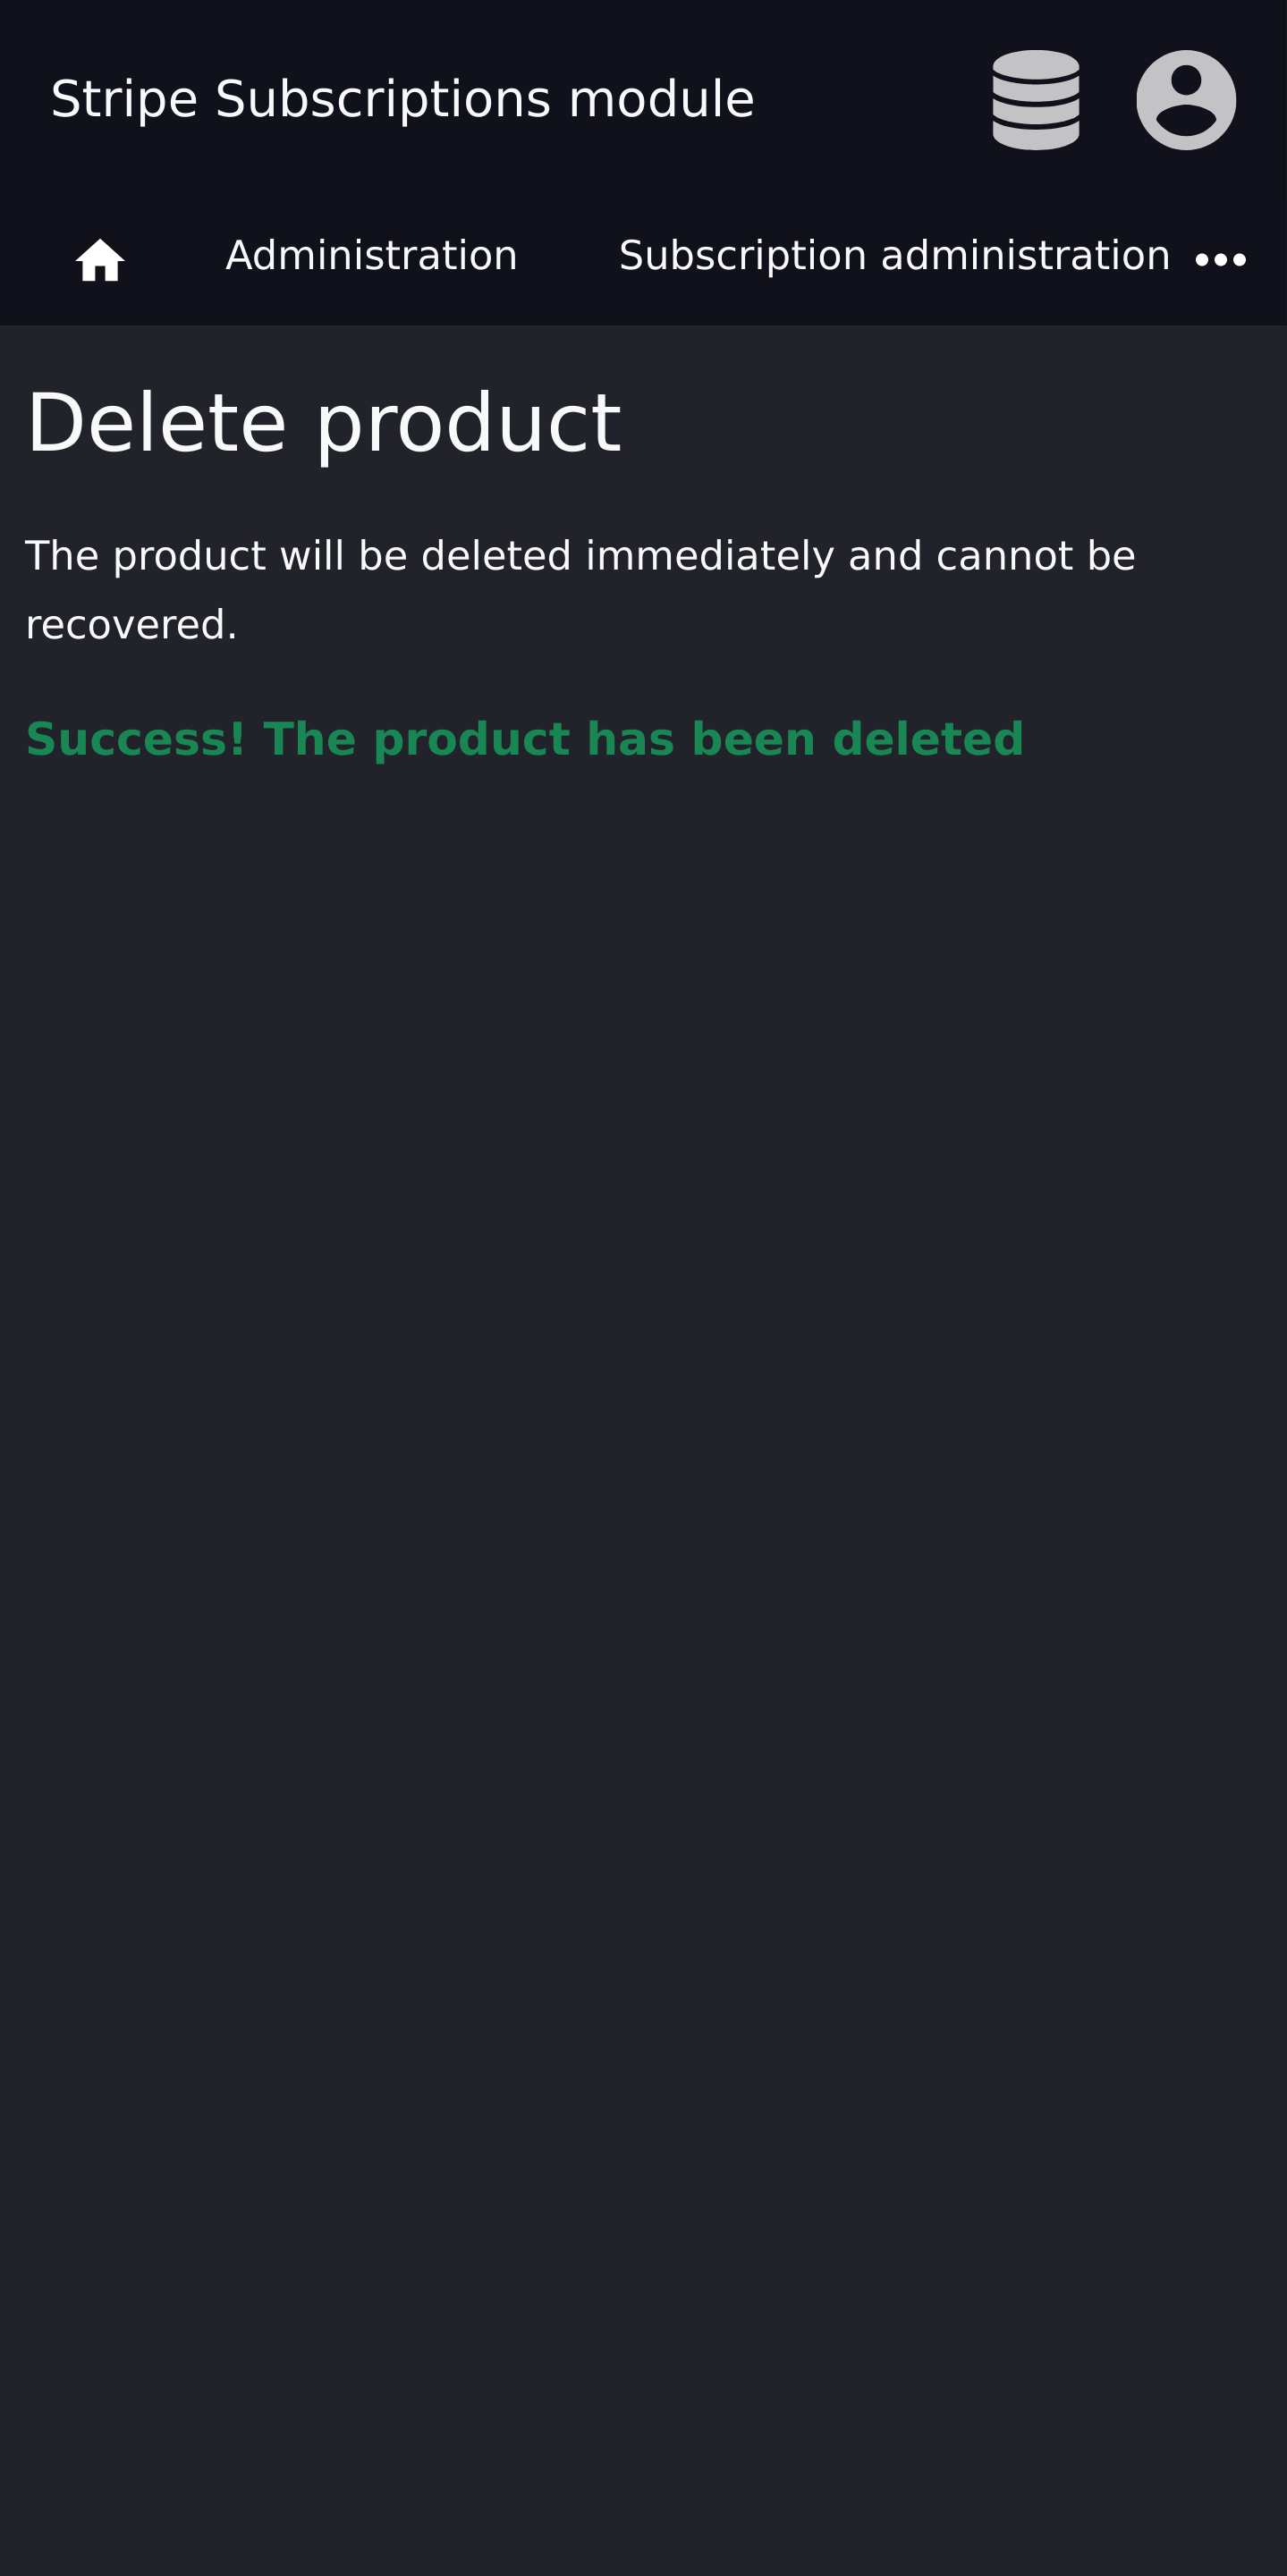 Stripe Subscriptions module
Administration Subscription administration
Delete product
The product will be deleted immediately and cannot be
recovered.
Success! The product has been deleted